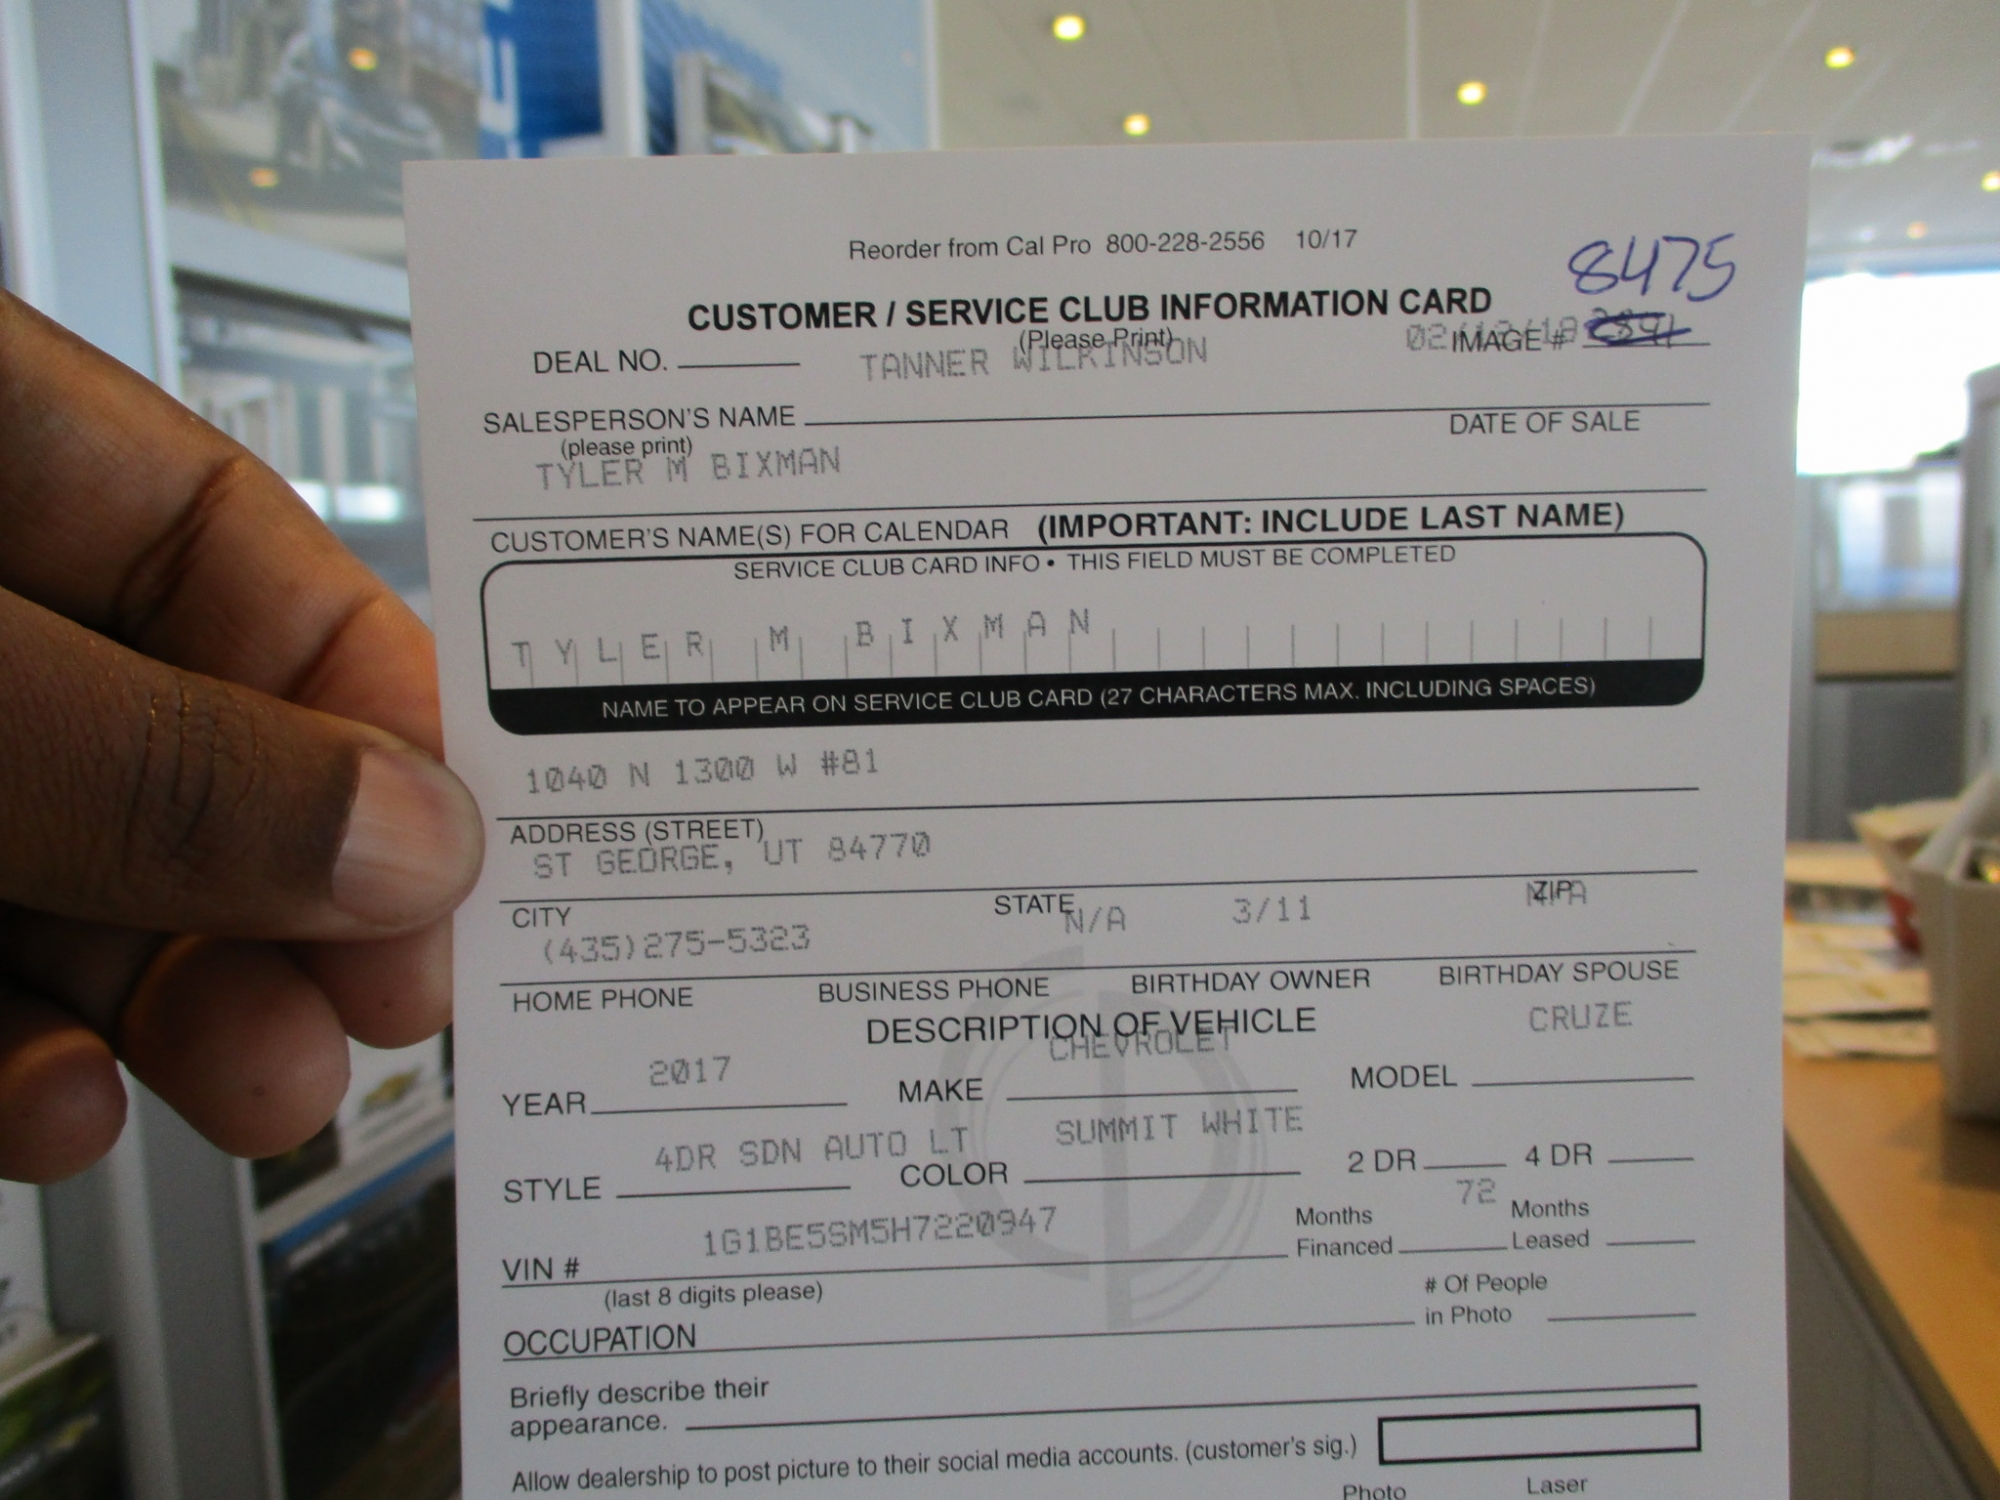 Reorder from Cal Pro 800-228-2556 10/17
8475
CUSTOMER / SERVICE CLUB INFORMATION CARD
(Please Print)
IMAGE #
DEAL NO.
TANNER WILKINSON
SALESPERSON'S NAME
DATE OF SALE
(please print)
TYLER M BIXMAN
CUSTOMER'S NAME(S) FOR CALENDAR (IMPORTANT: INCLUDE LAST NAME)
SERVICE CLUB CARD INFO • THIS FIELD MUST BE COMPLETED
TYLER M BIXMAN
NAME TO APPEAR ON SERVICE CLUB CARD (27 CHARACTERS MAX. INCLUDING SPACES)
1040 N 1300 W #81
ADDRESS (STREET)
ST GEORGE, UT 84770
CITY STATE ZIP
(435)275-5323 N/A 3/11 N/A
HOME PHONE BUSINESS PHONE BIRTHDAY OWNER BIRTHDAY SPOUSE
DESCRIPTION OF VEHICLE
2017 CHEVROLET CRUZE
YEAR MAKE MODEL
4DR SDN AUTO LT SUMMIT WHITE
STYLE COLOR 2 DR 4 DR
1G1BE5SM5H7220947 72
VIN # Months Financed Months Leased
(last 8 digits please)
# Of People in Photo
OCCUPATION
Briefly describe their
appearance.
Allow dealership to post picture to their social media accounts. (customer's sig.)
Photo Laser